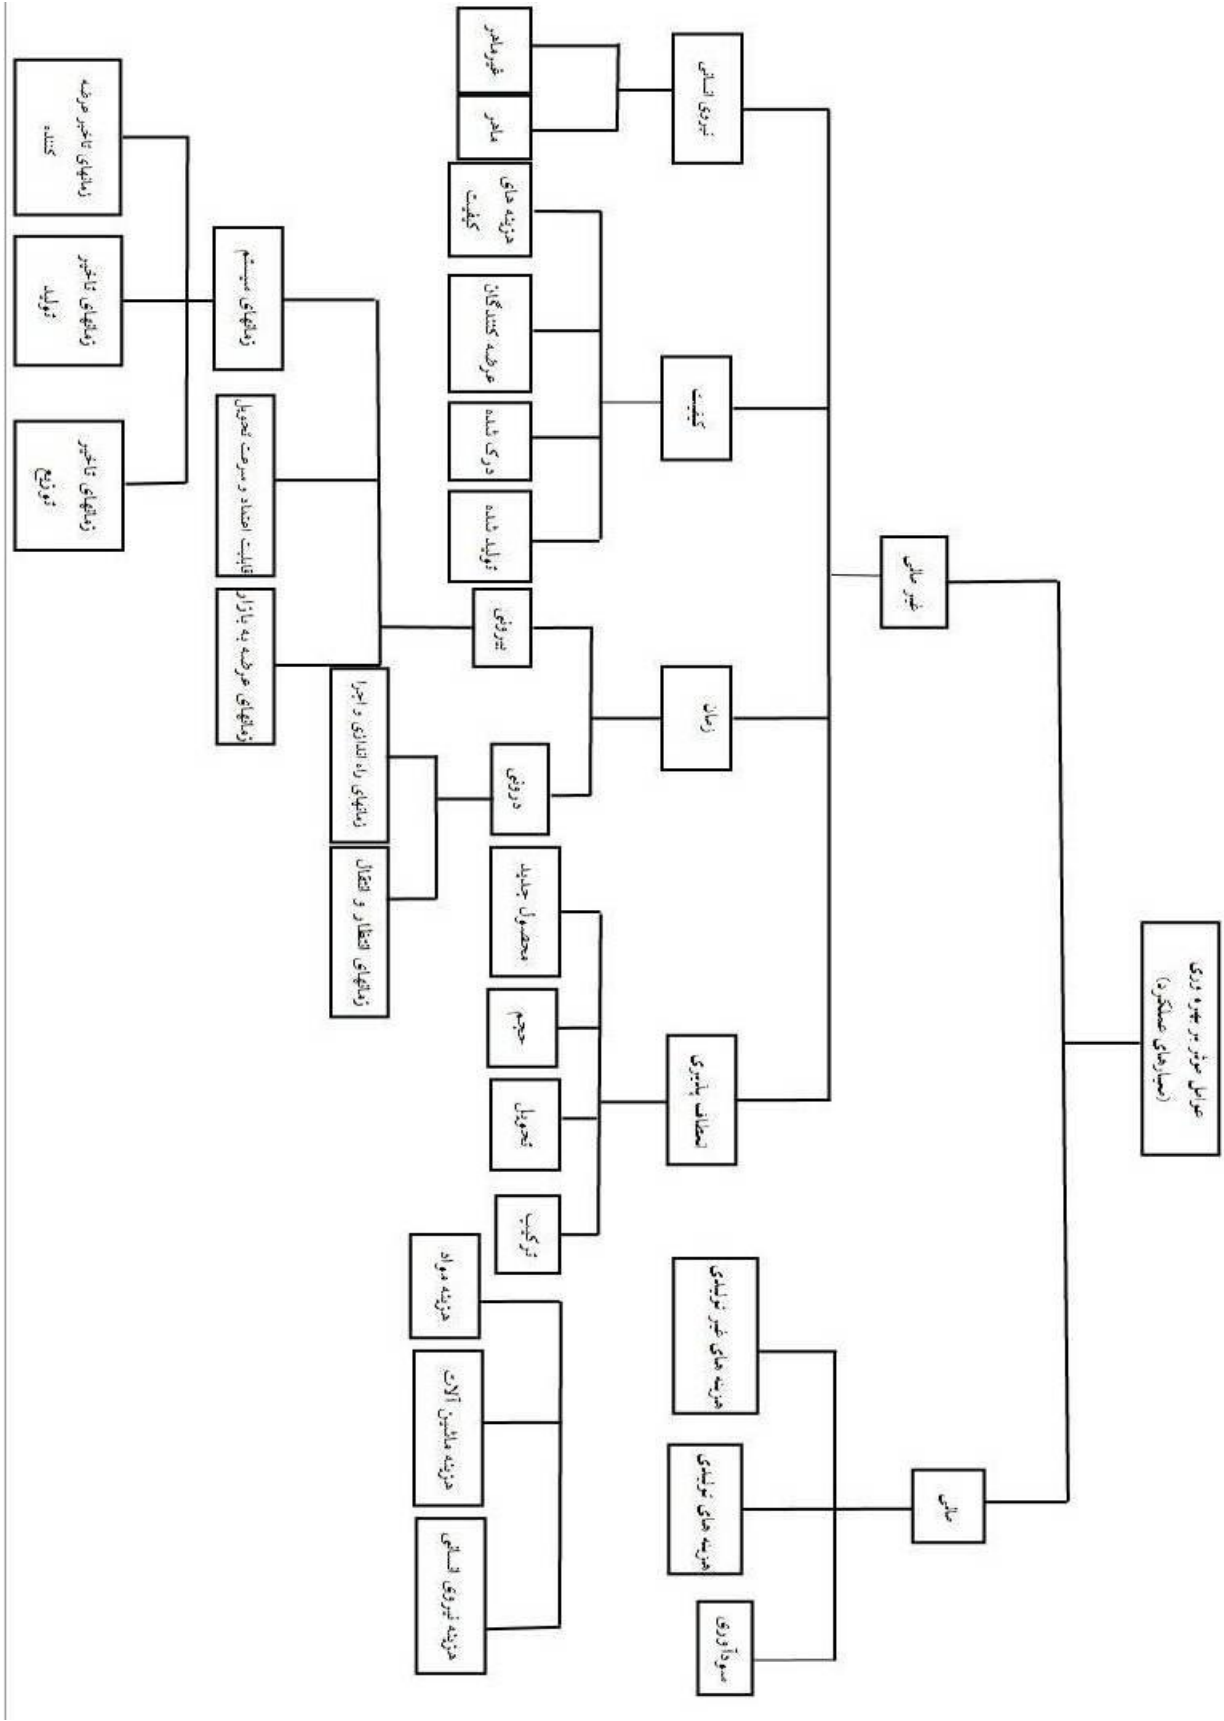 عوامل موثر بر بهره وری
(معیارهای عملکرد)
مالی
غیر مالی
سودآوری
هزینه های تولیدی
هزینه های غیر تولیدی
انعطاف پذیری
زمان
کیفیت
نیروی انسانی
هزینه نیروی انسانی
هزینه ماشین آلات
هزینه مواد
ترکیب
تحویل
حجم
محصول جدید
درونی
بیرونی
تولید شده
درک شده
عرضه کنندگان
هزینه های
کیفیت
ماهر
غیرماهر
زمانهای انتظار و انتقال
زمانهای راه اندازی و اجرا
زمانهای عرضه به بازار
قابلیت اعتماد و سرعت تحویل
زمانهای سیستم
زمانهای تاخیر
توزیع
زمانهای تاخیر
تولید
زمانهای تاخیر عرضه
کننده